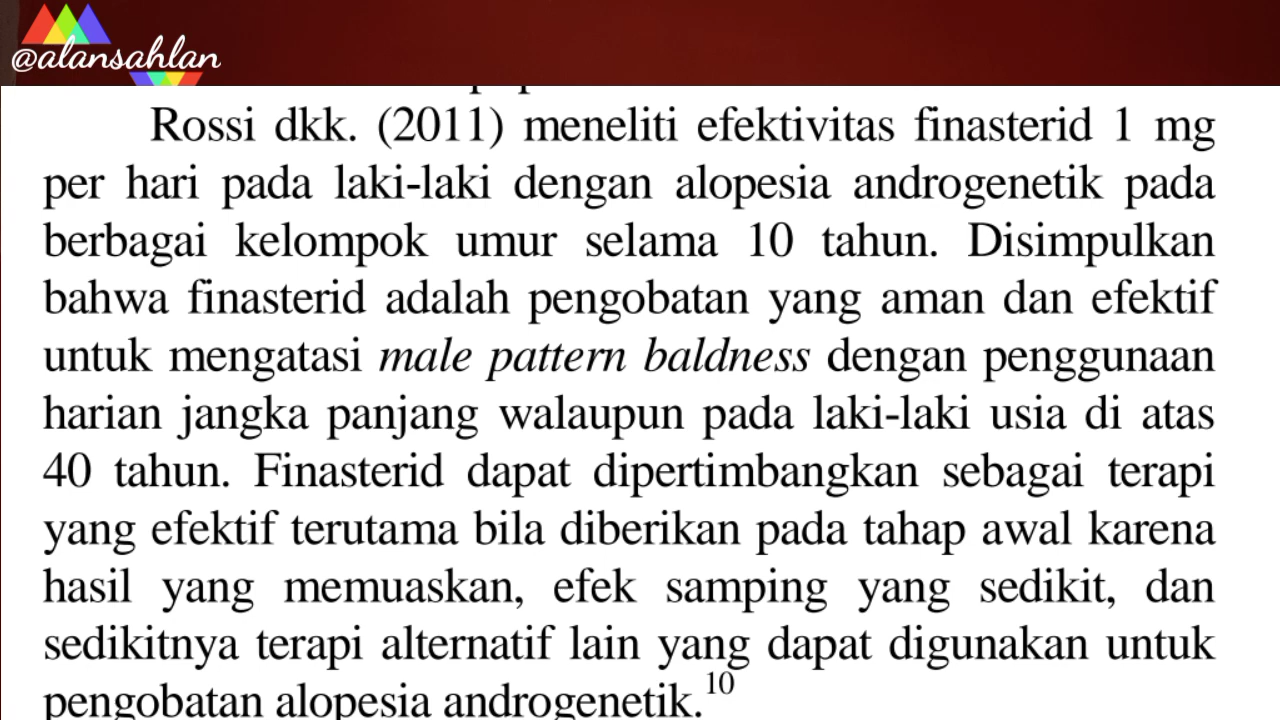 @alansahlan
Rossi dkk. (2011) meneliti efektivitas finasterid 1 mg
per hari pada laki-laki dengan alopesia androgenetik pada
berbagai kelompok umur selama 10 tahun. Disimpulkan
bahwa finasterid adalah pengobatan yang aman dan efektif
untuk mengatasi male pattern baldness dengan penggunaan
harian jangka panjang walaupun pada laki-laki usia di atas
40 tahun. Finasterid dapat dipertimbangkan sebagai terapi
yang efektif terutama bila diberikan pada tahap awal karena
hasil yang memuaskan, efek samping yang sedikit, dan
sedikitnya terapi alternatif lain yang dapat digunakan untuk
pengobatan alopesia androgenetik.10